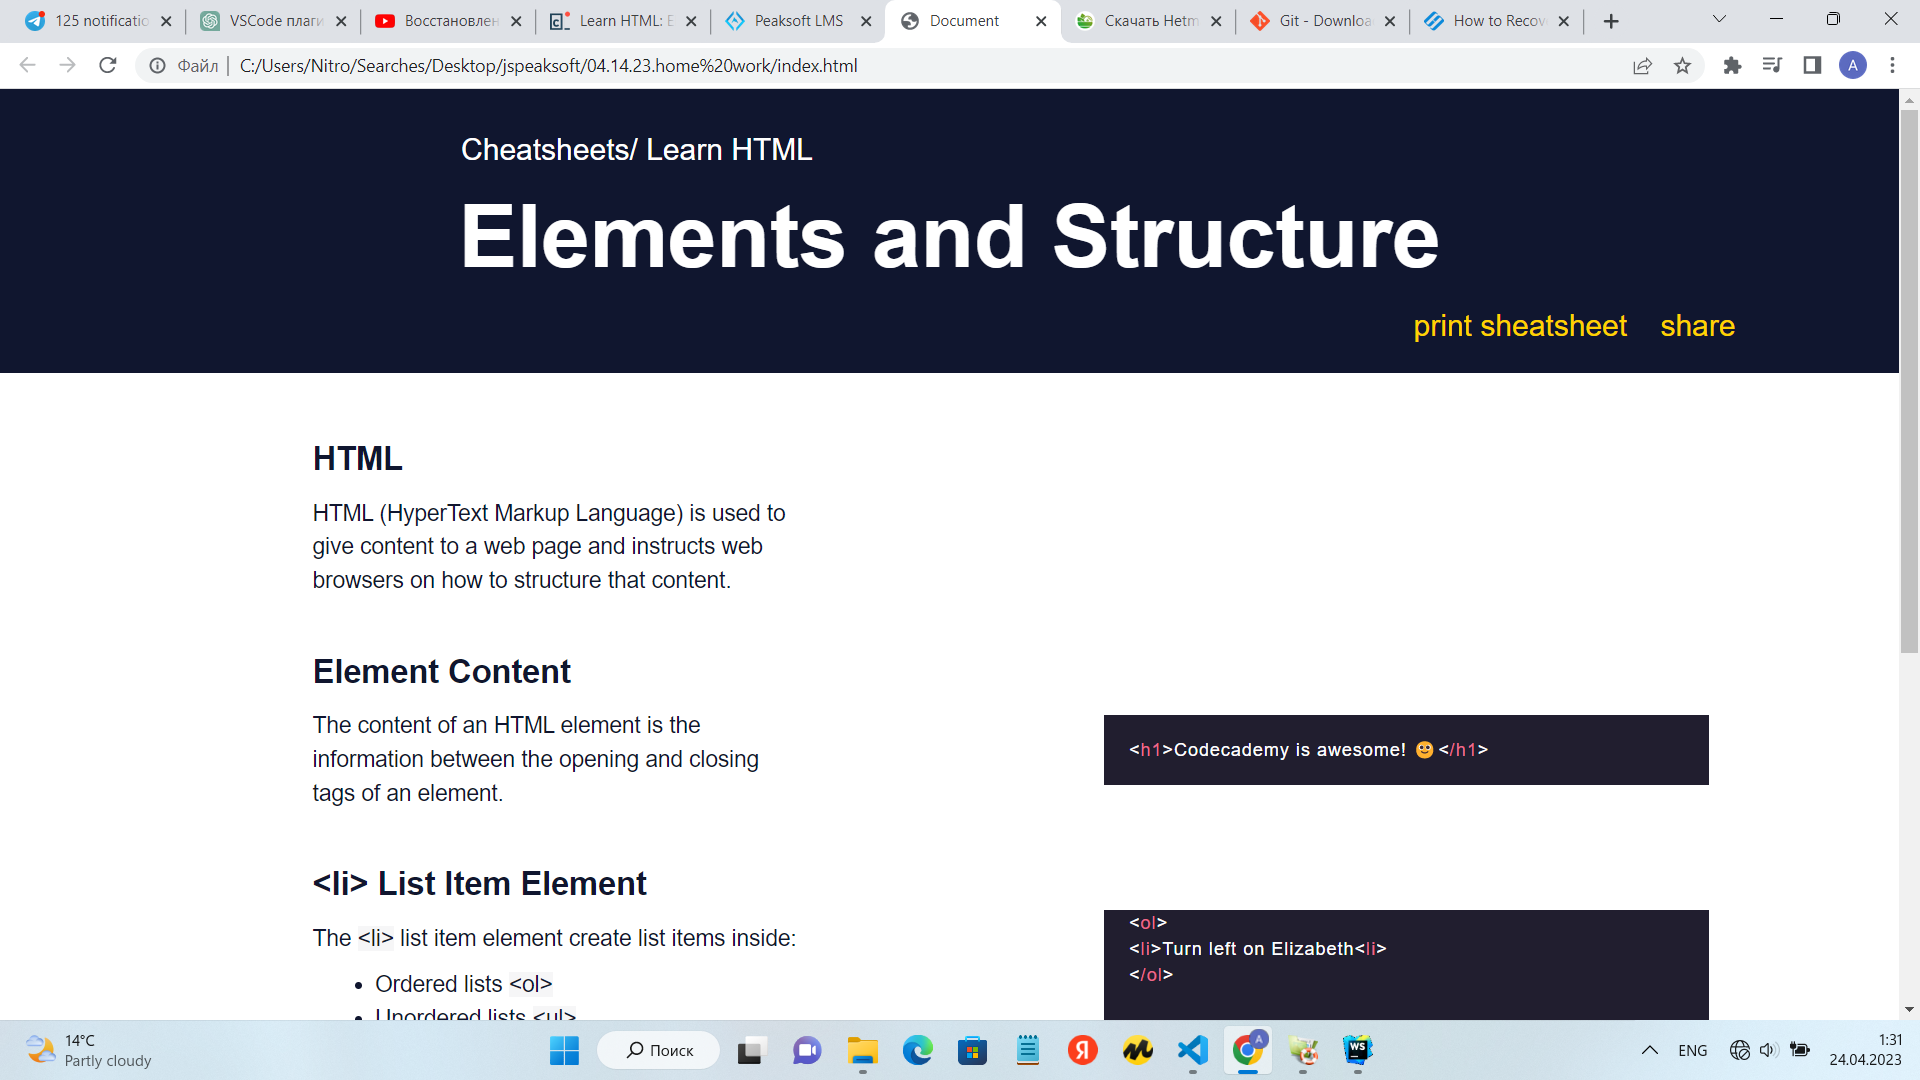 125 notificatio
VSCode плаги
Восстановлен
Learn HTML: E
Peaksoft LMS
Document
Скачать Hetm
Git - Downloa
How to Recov
Файл
C:/Users/Nitro/Searches/Desktop/jspeaksoft/04.14.23.home%20work/index.html
A
Cheatsheets/ Learn HTML
Elements and Structure
print sheatsheet share
HTML
HTML (HyperText Markup Language) is used to
give content to a web page and instructs web
browsers on how to structure that content.
Element Content
The content of an HTML element is the
information between the opening and closing
tags of an element.
<h1>Codecademy is awesome! 🙂</h1>
<li> List Item Element
The <li> list item element create list items inside:
• Ordered lists <ol>
• Unordered lists <ul>
<ol>
<li>Turn left on Elizabeth<li>
</ol>
14°C
Partly cloudy
Поиск
Я
A
WS
ENG
1:31
24.04.2023